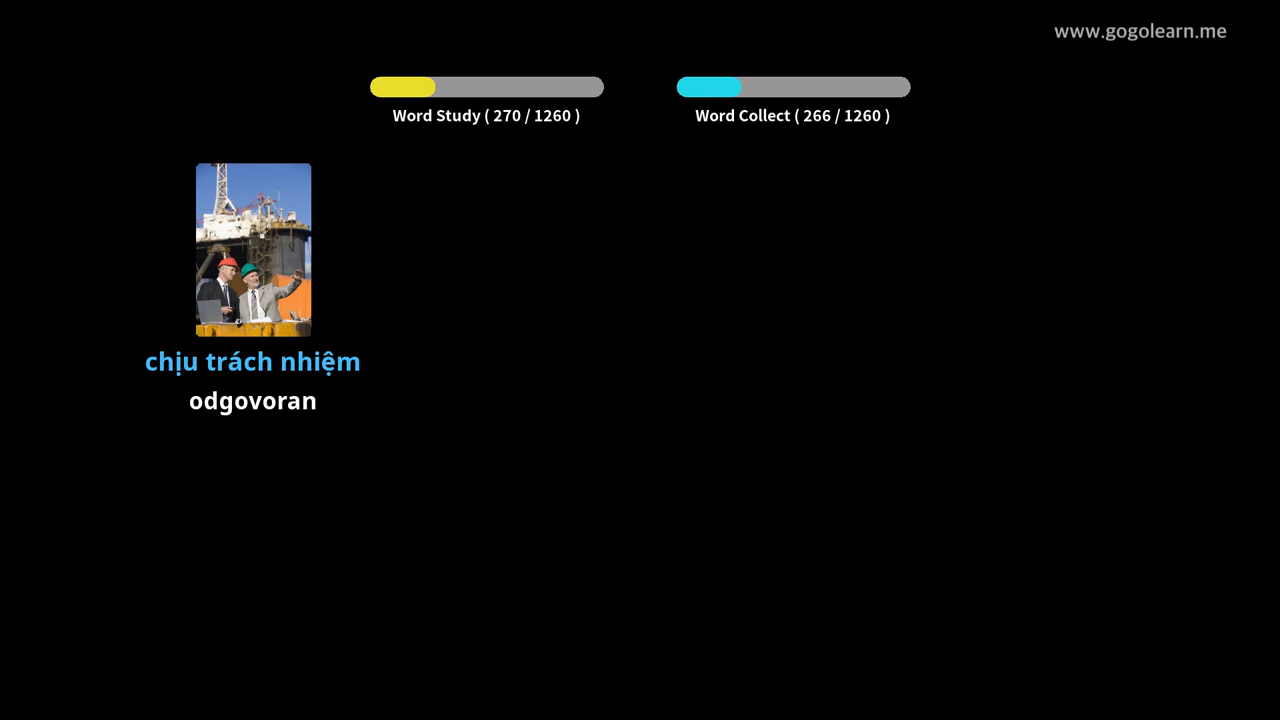 www.gogolearn.me
Word Study ( 270 / 1260 )
Word Collect ( 266 / 1260 )
chịu trách nhiệm
odgovoran